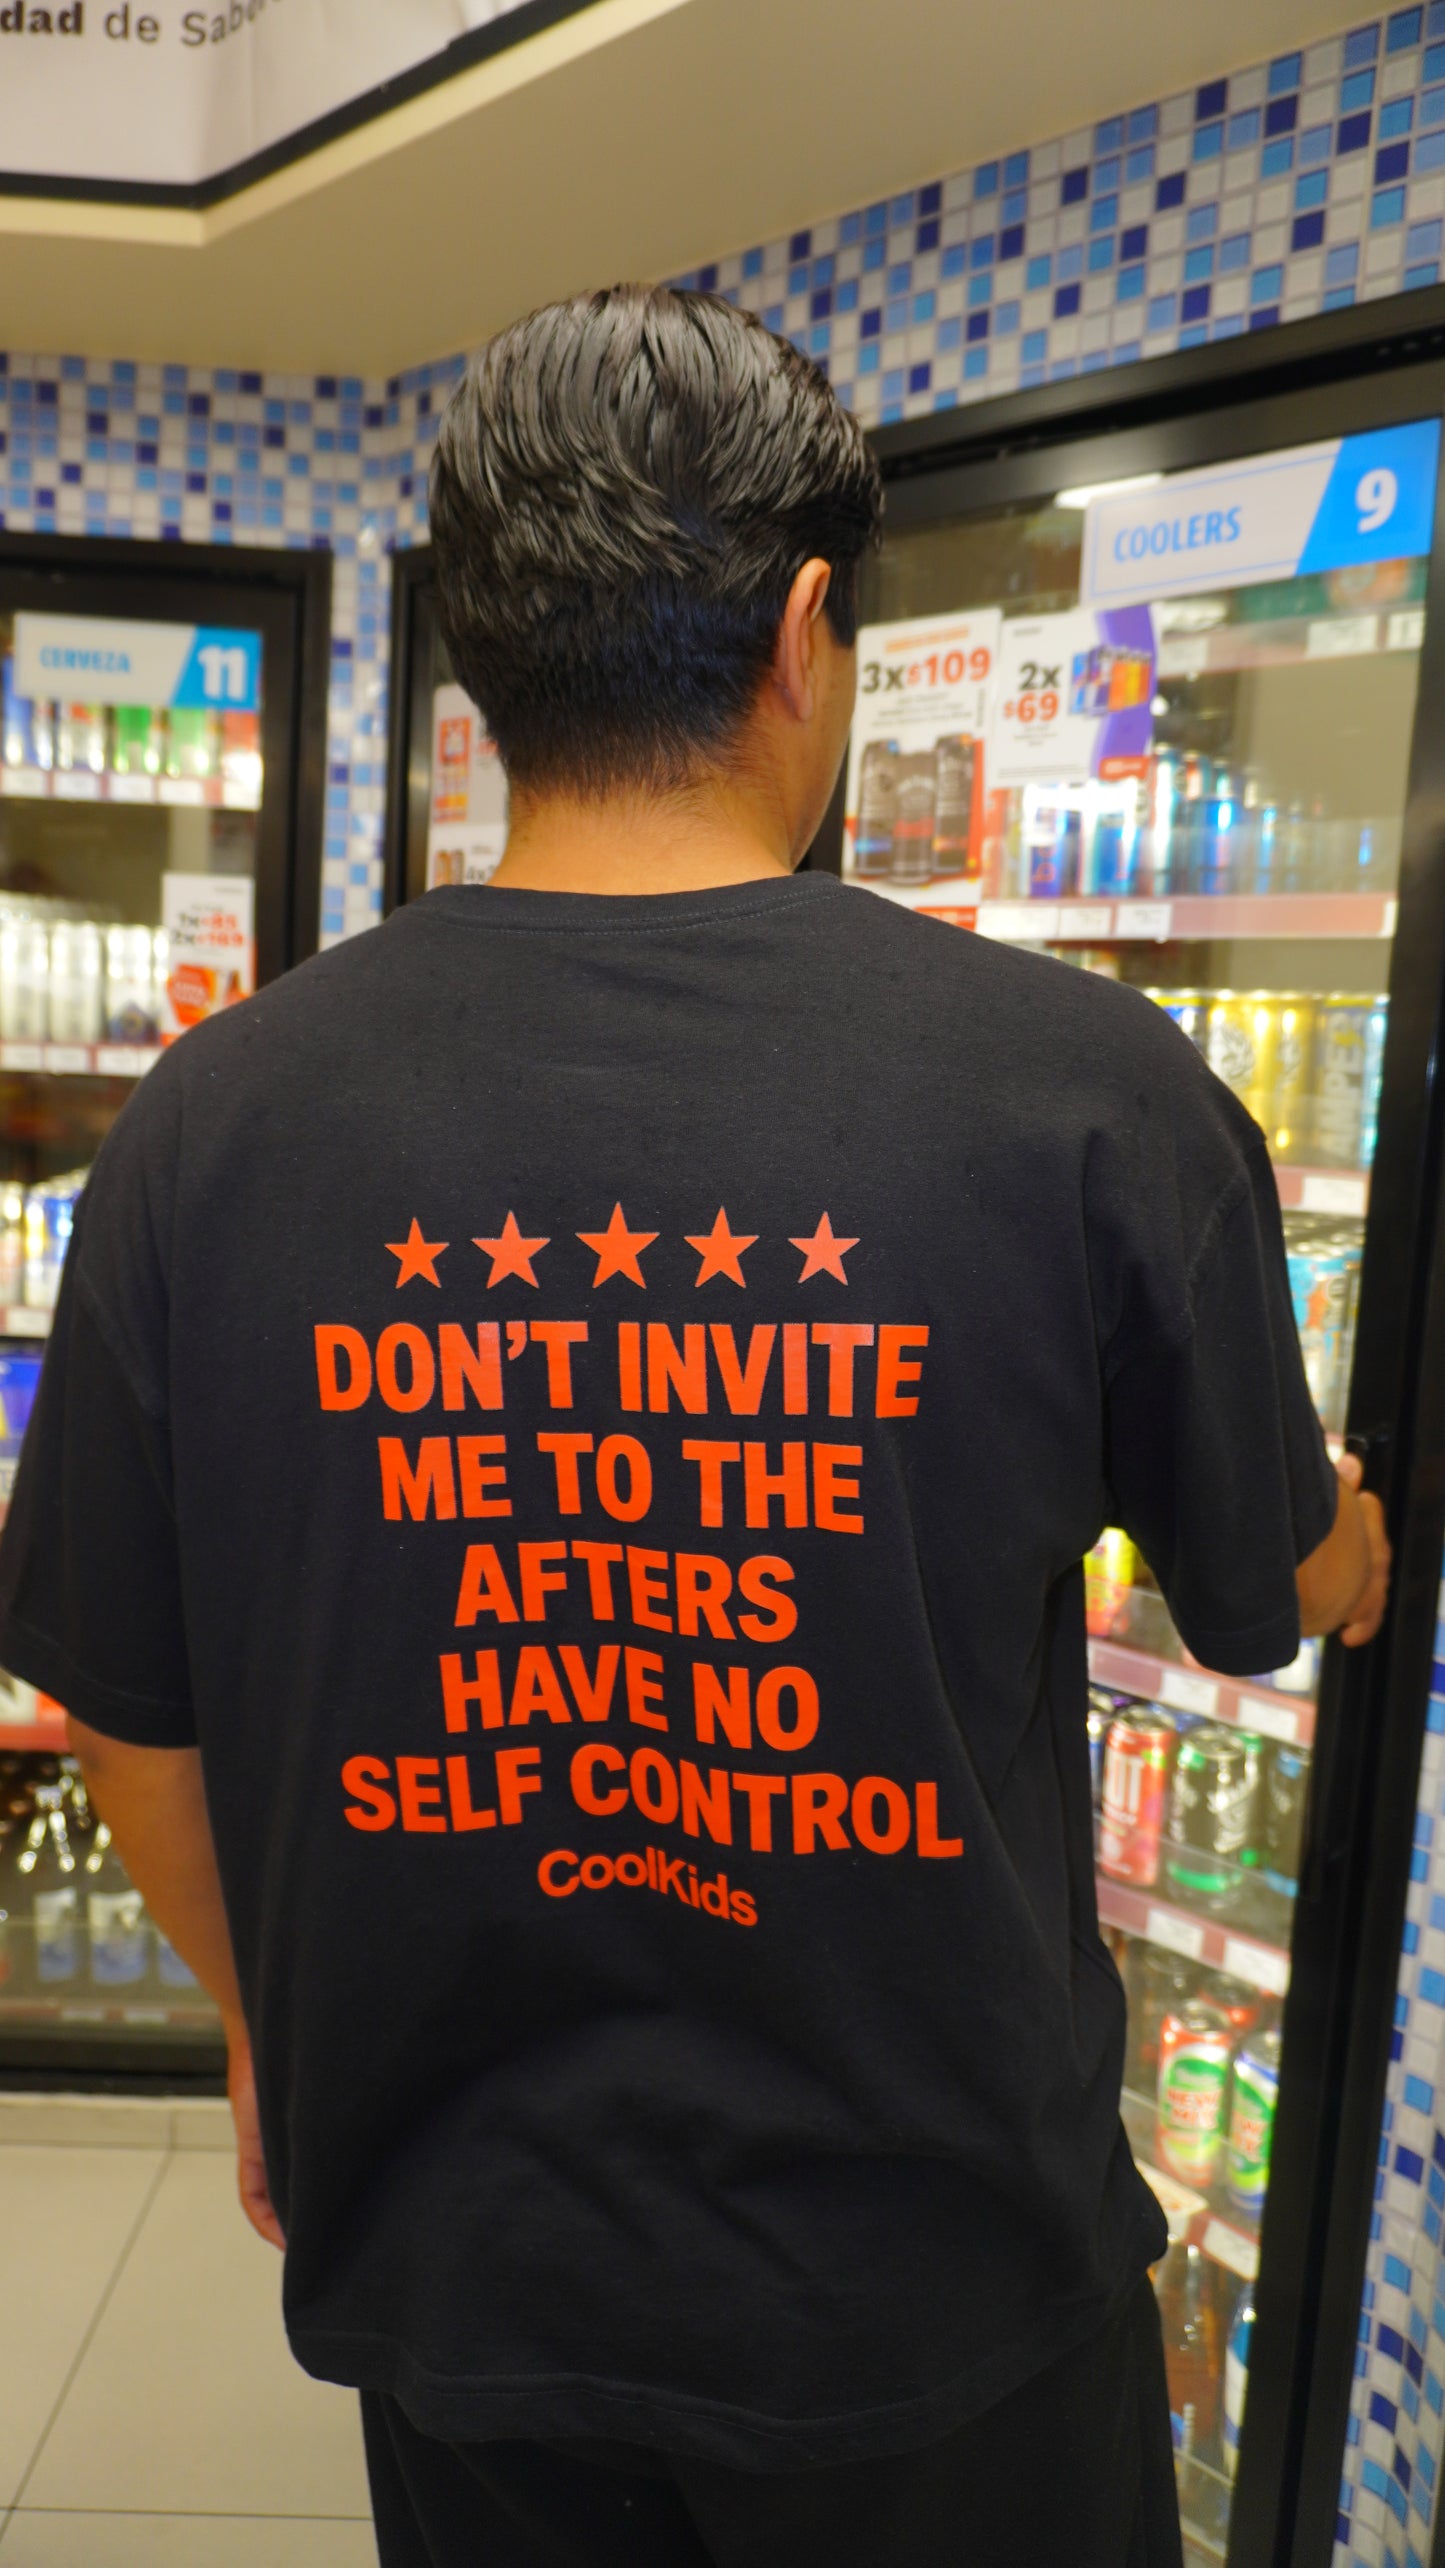 dad de Sabo
COOLERS 9
CERVEZA 11
3x$109
2x
$69
DON'T INVITE
ME TO THE
AFTERS
HAVE NO
SELF CONTROL
CoolKids